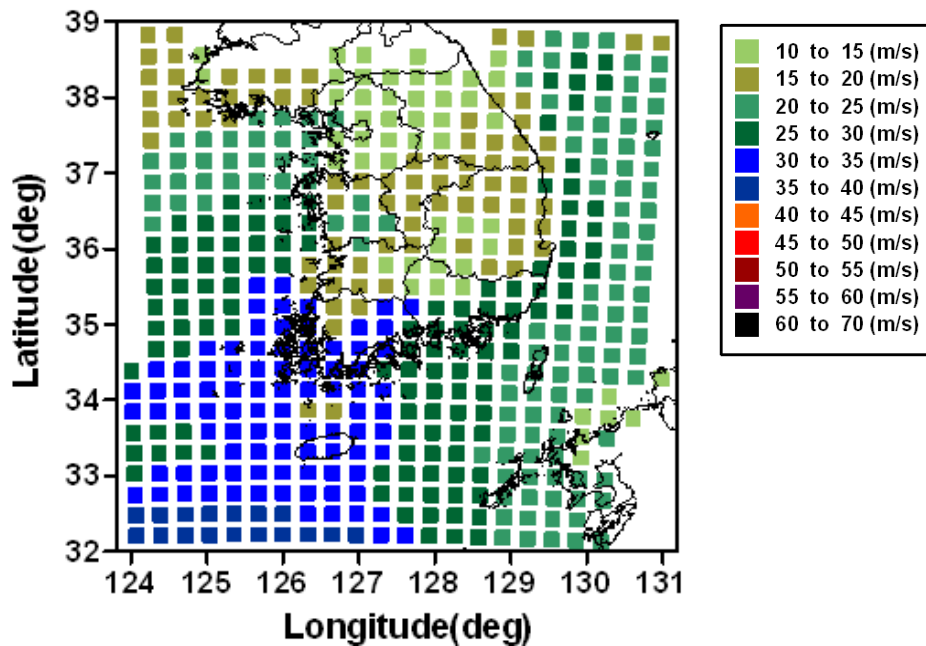 39
38
37
36
35
34
33
32
Latitude(deg)
124 125 126 127 128 129 130 131
Longitude(deg)
10 to 15 (m/s)
15 to 20 (m/s)
20 to 25 (m/s)
25 to 30 (m/s)
30 to 35 (m/s)
35 to 40 (m/s)
40 to 45 (m/s)
45 to 50 (m/s)
50 to 55 (m/s)
55 to 60 (m/s)
60 to 70 (m/s)